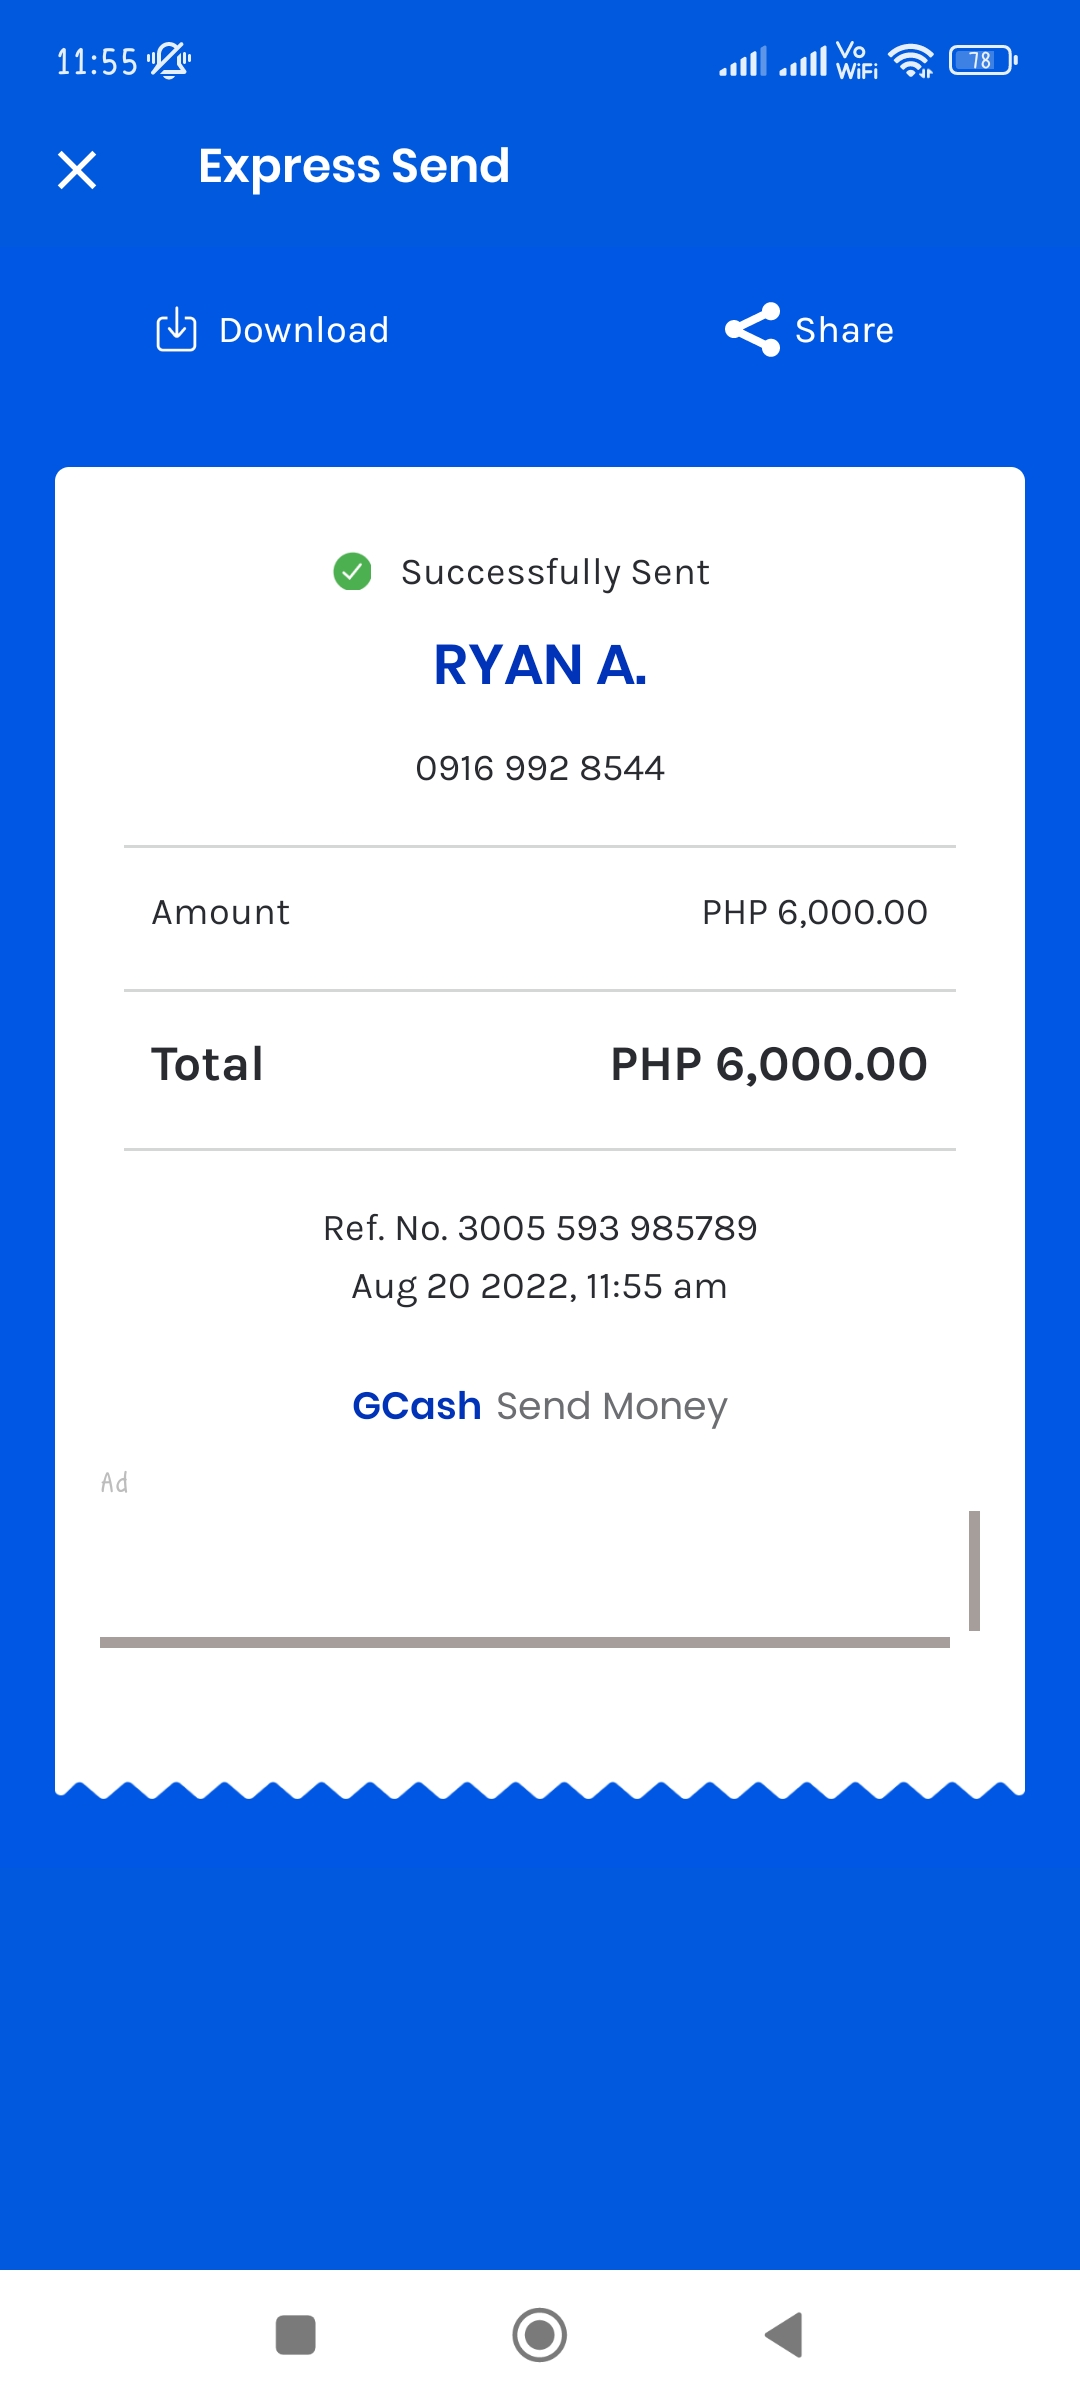 11:55 Vo WiFi 78
Express Send
Download Share
Successfully Sent
RYAN A.
0916 992 8544
Amount PHP 6,000.00
Total PHP 6,000.00
Ref. No. 3005 593 985789
Aug 20 2022, 11:55 am
GCash Send Money
Ad